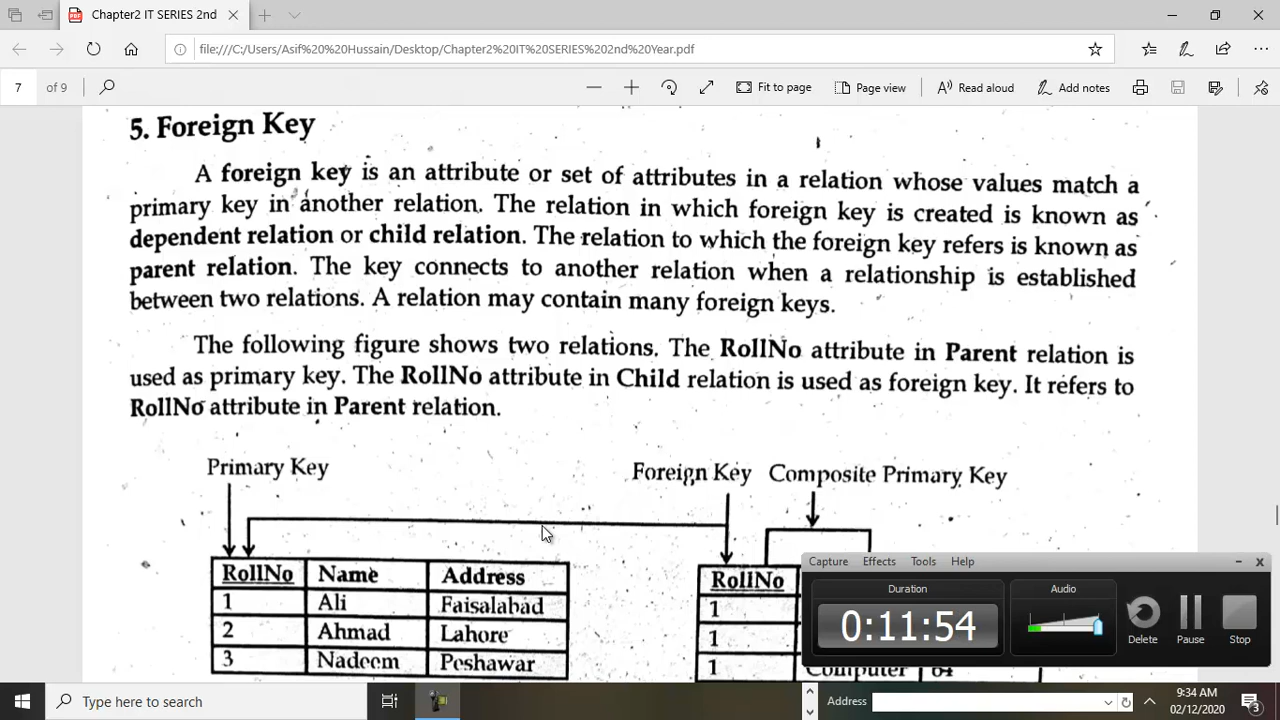 Chapter2 IT SERIES 2nd
file:///C:/Users/Asif%20%20Hussain/Desktop/Chapter2%20IT%20SERIES%202nd%20Year.pdf
7 of 9 Fit to page Page view Read aloud Add notes
5. Foreign Key
A foreign key is an attribute or set of attributes in a relation whose values match a
primary key in another relation. The relation in which foreign key is created is known as
dependent relation or child relation. The relation to which the foreign key refers is known as
parent relation. The key connects to another relation when a relationship is established
between two relations. A relation may contain many foreign keys.
The following figure shows two relations. The RollNo attribute in Parent relation is
used as primary key. The RollNo attribute in Child relation is used as foreign key. It refers to
RollNo attribute in Parent relation.
Primary Key Foreign Key Composite Primary Key
RollNo Name Address RollNo
1 Ali Faisalabad 1
2 Ahmad Lahore 1
3 Nadeem Peshawar 1 Computer 64
Capture Effects Tools Help
Duration Audio
0:11:54
Delete Pause Stop
Type here to search
Address
9:34 AM
02/12/2020
3